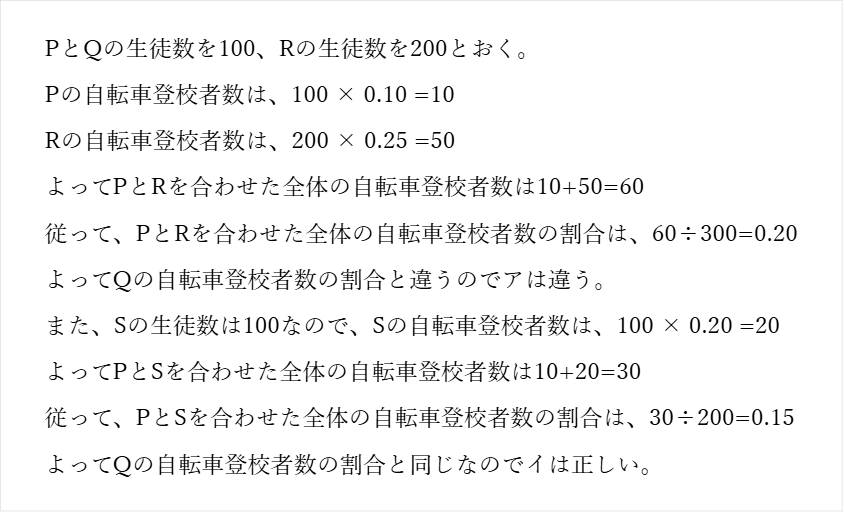 PとQの生徒数を100、Rの生徒数を200とおく。
Pの自転車登校者数は、100 × 0.10 =10
Rの自転車登校者数は、200 × 0.25 =50
よってPとRを合わせた全体の自転車登校者数は10+50=60
従って、PとRを合わせた全体の自転車登校者数の割合は、60÷300=0.20
よってQの自転車登校者数の割合と違うのでアは違う。
また、Sの生徒数は100なので、Sの自転車登校者数は、100 × 0.20 =20
よってPとSを合わせた全体の自転車登校者数は10+20=30
従って、PとSを合わせた全体の自転車登校者数の割合は、30÷200=0.15
よってQの自転車登校者数の割合と同じなのでイは正しい。